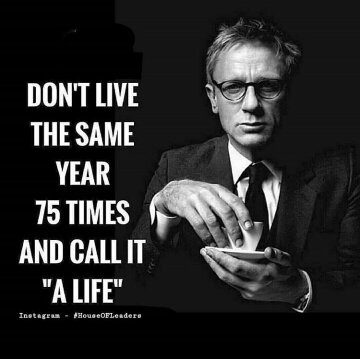 DON'T LIVE
THE SAME
YEAR
75 TIMES
AND CALL IT
"A LIFE"
Instagram - #HouseOFLeaders